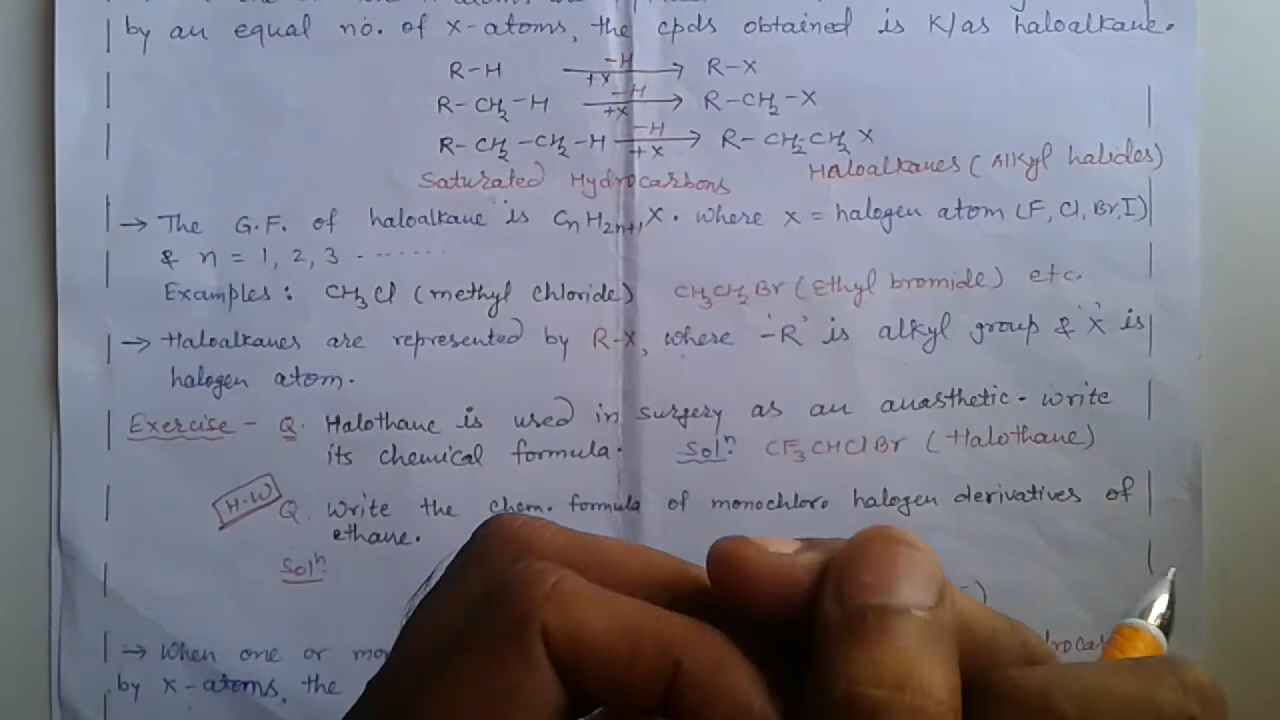 by an equal no. of X-atoms, the cpds obtained is K/as haloalkane.
R-H —H +X → R-X
R-CH2-H —H +X → R-CH2-X
R-CH2-CH2-H —H +X → R-CH2CH2X
Saturated Hydrocarbons Haloalkanes (Alkyl halides)
→ The G.F. of haloalkane is CnH2n+1X. where X = halogen atom (F, Cl, Br, I)
& n = 1, 2, 3 .......
Examples: CH3Cl (methyl chloride) CH3CH2Br (Ethyl bromide) etc.
→ Haloalkanes are represented by R-X, where '-R' is alkyl group & 'X' is
halogen atom.
Exercise - Q. Halothane is used in surgery as an anasthetic. write
its chemical formula. Solⁿ: CF3CHClBr (Halothane)
H.W Q. Write the chem. formula of monochloro halogen derivatives of
ethane.
Solⁿ:
→ When one or
by X-atoms, the